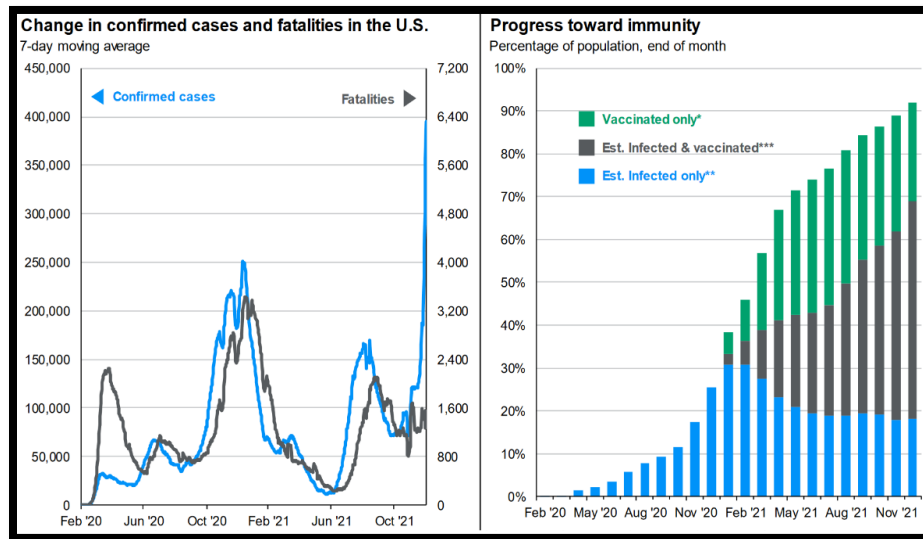 Change in confirmed cases and fatalities in the U.S.
7-day moving average
450,000
400,000
350,000
300,000
250,000
200,000
150,000
100,000
50,000
0
7,200
6,400
5,600
4,800
4,000
3,200
2,400
1,600
800
0
Confirmed cases
Fatalities
Feb '20 Jun '20 Oct '20 Feb '21 Jun '21 Oct '21
Progress toward immunity
Percentage of population, end of month
100%
90%
80%
70%
60%
50%
40%
30%
20%
10%
0%
Vaccinated only*
Est. Infected & vaccinated***
Est. Infected only**
Feb '20 May '20 Aug '20 Nov '20 Feb '21 May '21 Aug '21 Nov '21